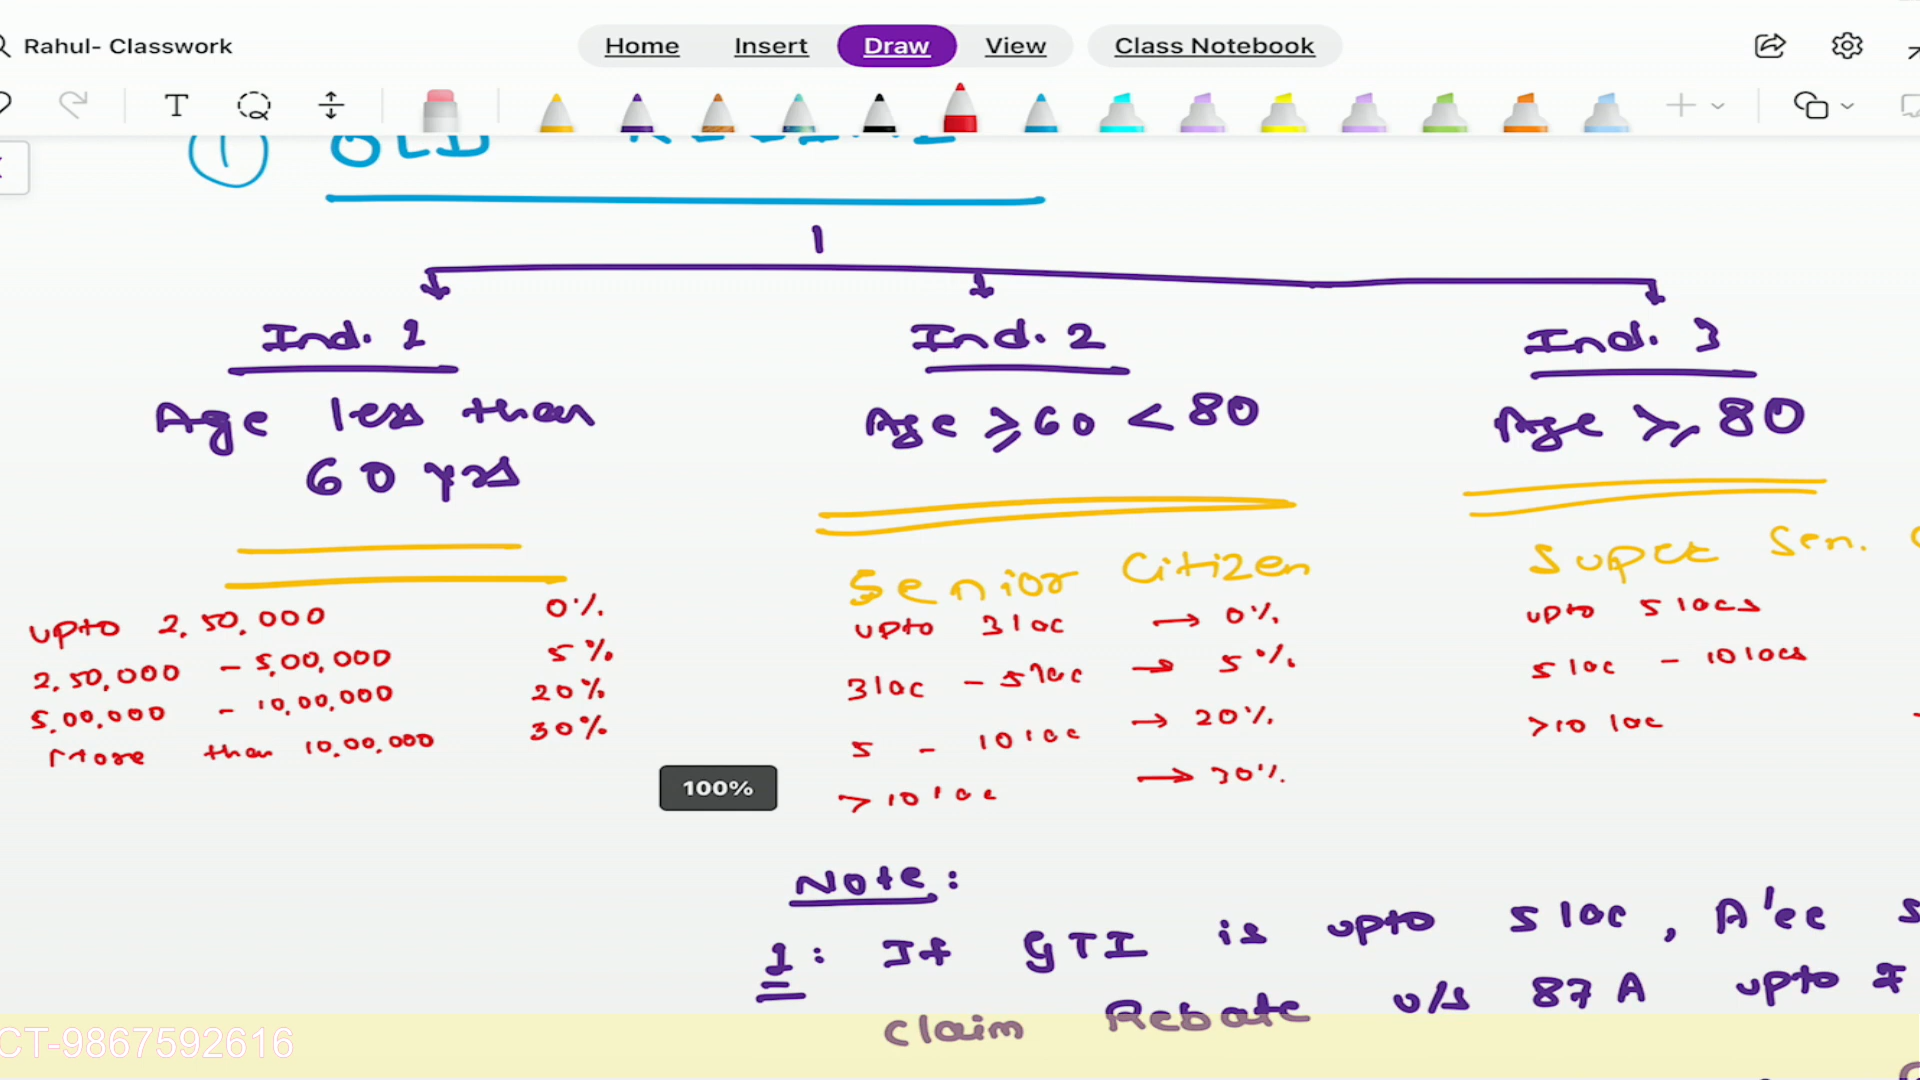 Rahul- Classwork
Home Insert Draw View Class Notebook
1 OLD REGIME
Ind. 1
Age less than
60 yrs
upto 2,50,000 0%
2,50,000 - 5,00,000 5%
5,00,000 - 10,00,000 20%
More than 10,00,000 30%
Ind. 2
Age ≥ 60 < 80
Senior Citizen
upto 3 lac → 0%
3 lac - 5 lac → 5%
5 - 10 lac → 20%
> 10 lac → 30%
Ind. 3
Age ≥ 80
Super Sen.
upto 5 lacs
5 lac - 10 lacs
> 10 lac
100%
Note:
1: If GTI is upto 5 lac, A'ee
claim Rebate u/s 87A upto ₹
CT-9867592616